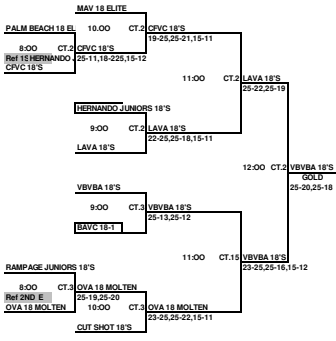 MAV 18 ELITE
PALM BEACH 18 EL
10:00 CT.2 CFVC 18'S
19-25,25-21,15-11
8:00 CT.2 CFVC 18'S
Ref 1S HERNANDO J 25-11,18-225,15-12
CFVC 18'S
11:00 CT.2 LAVA 18'S
25-22,25-19
HERNANDO JUNIORS 18'S
9:00 CT.2 LAVA 18'S
22-25,25-18,15-11
LAVA 18'S
12:00 CT.2 VBVBA 18'S
GOLD
25-20,25-18
VBVBA 18'S
9:00 CT.3 VBVBA 18'S
25-13,25-12
BAVC 18-1
11:00 CT.15 VBVBA 18'S
23-25,25-16,15-12
RAMPAGE JUNIORS 18'S
8:00 CT.3 OVA 18 MOLTEN
Ref 2ND E 25-19,25-20
OVA 18 MOLTEN 10:00 CT.3 OVA 18 MOLTEN
23-25,25-22,15-11
CUT SHOT 18'S